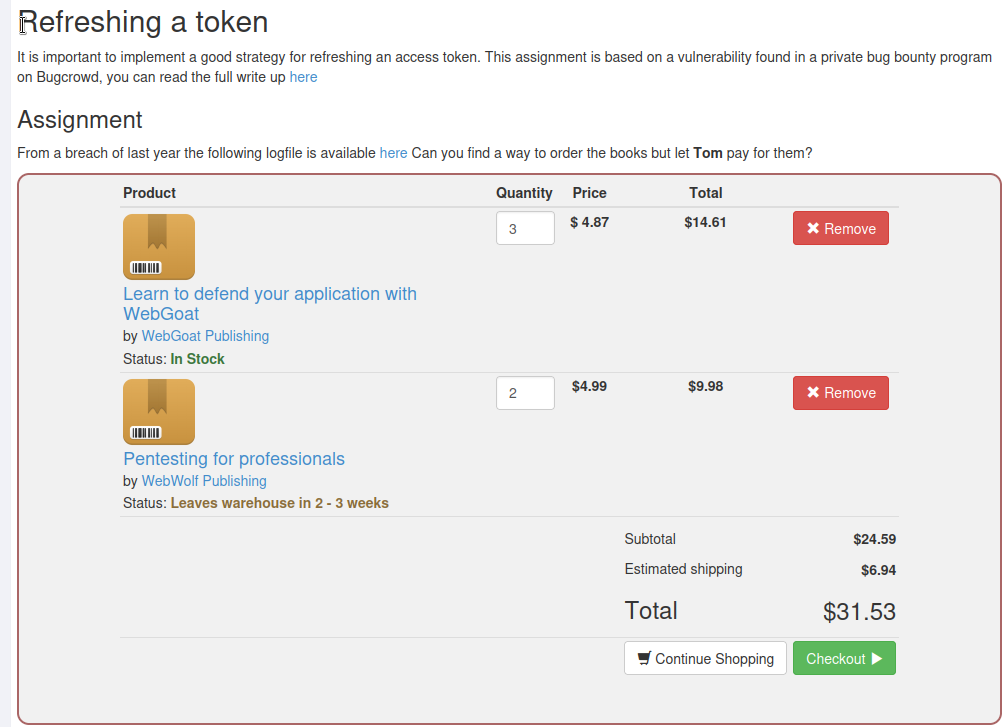 Refreshing a token
It is important to implement a good strategy for refreshing an access token. This assignment is based on a vulnerability found in a private bug bounty program
on Bugcrowd, you can read the full write up here
Assignment
From a breach of last year the following logfile is available here Can you find a way to order the books but let Tom pay for them?
Product Quantity Price Total
3 $ 4.87 $14.61 Remove
Learn to defend your application with
WebGoat
by WebGoat Publishing
Status: In Stock
2 $4.99 $9.98 Remove
Pentesting for professionals
by WebWolf Publishing
Status: Leaves warehouse in 2 - 3 weeks
Subtotal $24.59
Estimated shipping $6.94
Total $31.53
Continue Shopping Checkout